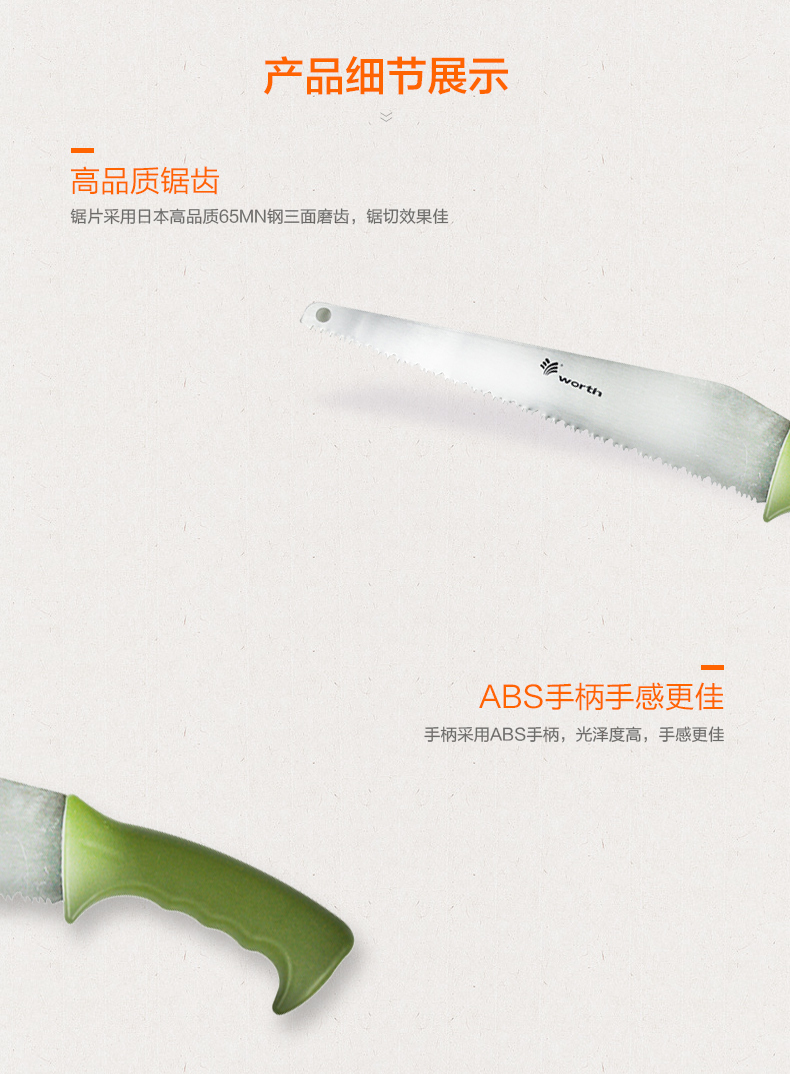 产品细节展示
高品质锯齿
锯片采用日本高品质65MN钢三面磨齿，锯切效果佳
worth
ABS手柄手感更佳
手柄采用ABS手柄，光泽度高，手感更佳